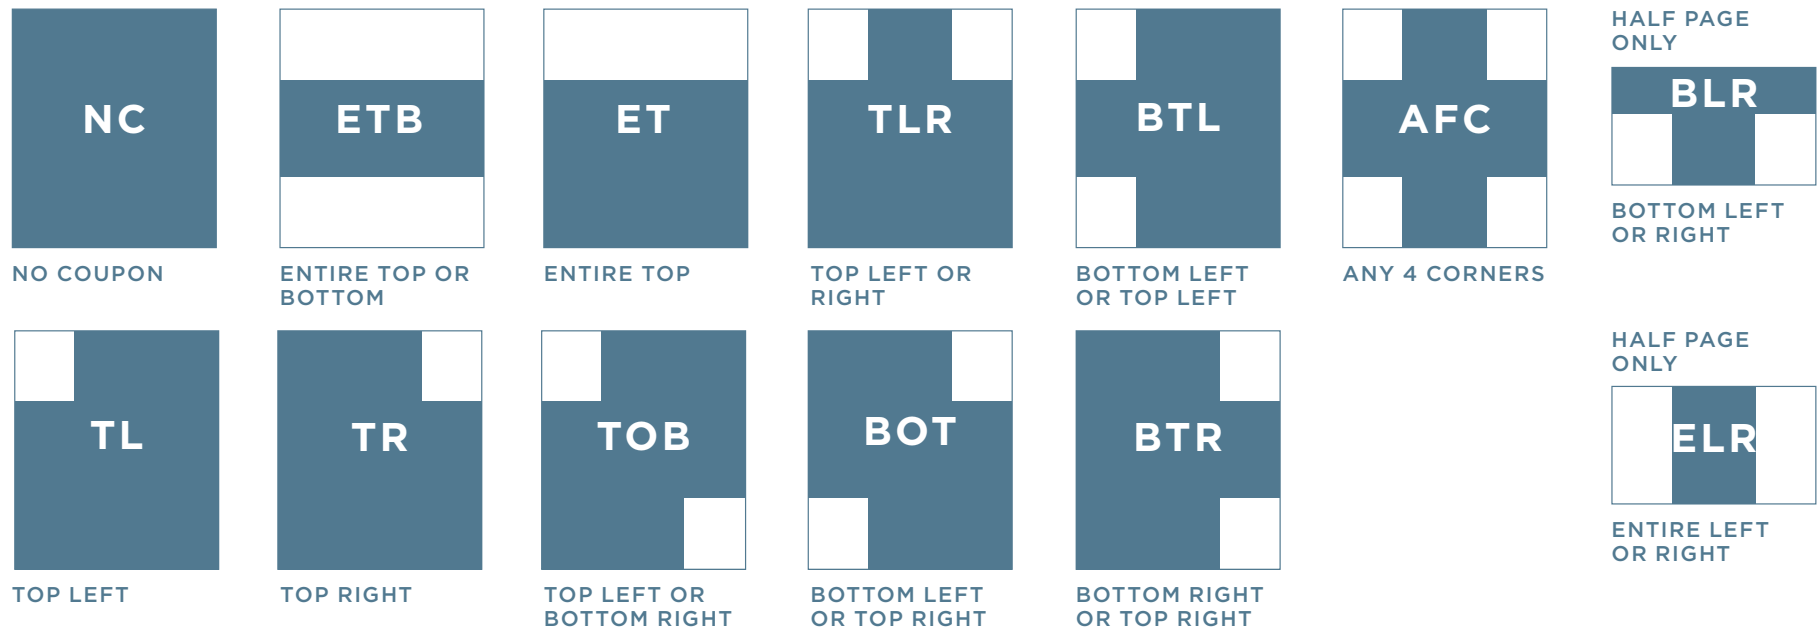 NC
NO COUPON
ETB
ENTIRE TOP OR
BOTTOM
ET
ENTIRE TOP
TLR
TOP LEFT OR
RIGHT
BTL
BOTTOM LEFT
OR TOP LEFT
AFC
ANY 4 CORNERS
HALF PAGE
ONLY
BLR
BOTTOM LEFT
OR RIGHT
TL
TOP LEFT
TR
TOP RIGHT
TOB
TOP LEFT OR
BOTTOM RIGHT
BOT
BOTTOM LEFT
OR TOP RIGHT
BTR
BOTTOM RIGHT
OR TOP RIGHT
HALF PAGE
ONLY
ELR
ENTIRE LEFT
OR RIGHT